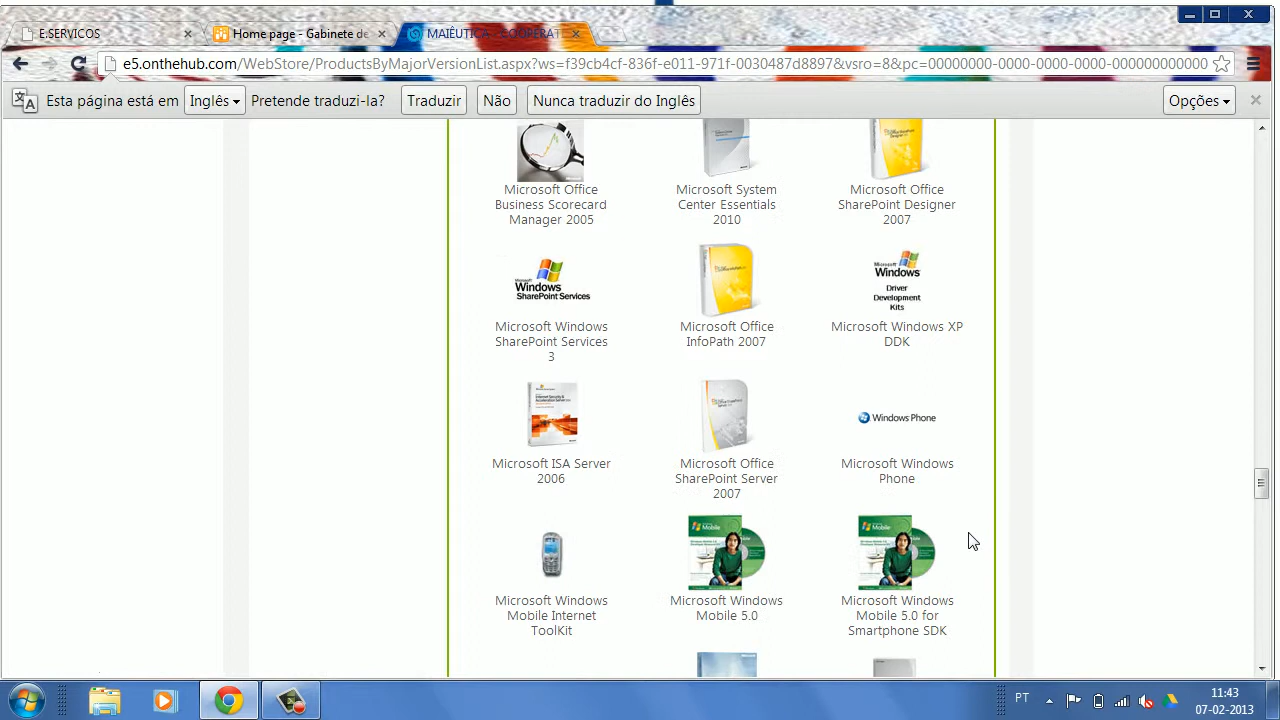 E.SERVICOS
Home page - Gabinete de
MAIÊUTICA - COOPERAT
e5.onthehub.com/WebStore/ProductsByMajorVersionList.aspx?ws=f39cb4cf-836f-e011-971f-0030487d8897&vsro=8&pc=00000000-0000-0000-0000-000000000000
Esta página está em Inglês Pretende traduzi-la? Traduzir Não Nunca traduzir do Inglês Opções
Microsoft Office
Business Scorecard
Manager 2005
Microsoft System
Center Essentials
2010
Microsoft Office
SharePoint Designer
2007
Windows
SharePoint Services
Microsoft Windows
SharePoint Services
3
Microsoft Office
InfoPath 2007
Microsoft
Windows
Driver
Development
Kits
Microsoft Windows XP
DDK
Microsoft ISA Server
2006
Microsoft Office
SharePoint Server
2007
Windows Phone
Microsoft Windows
Phone
Microsoft Windows
Mobile Internet
ToolKit
Mobile
Microsoft Windows
Mobile 5.0
Mobile
Microsoft Windows
Mobile 5.0 for
Smartphone SDK
PT
11:43
07-02-2013